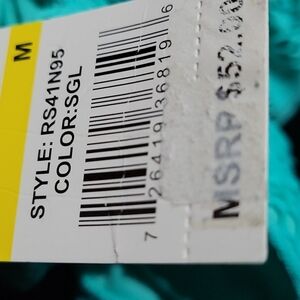 M
STYLE: RS41N95
COLOR:SGL
7 26419 36819 6
MSRP $52.00